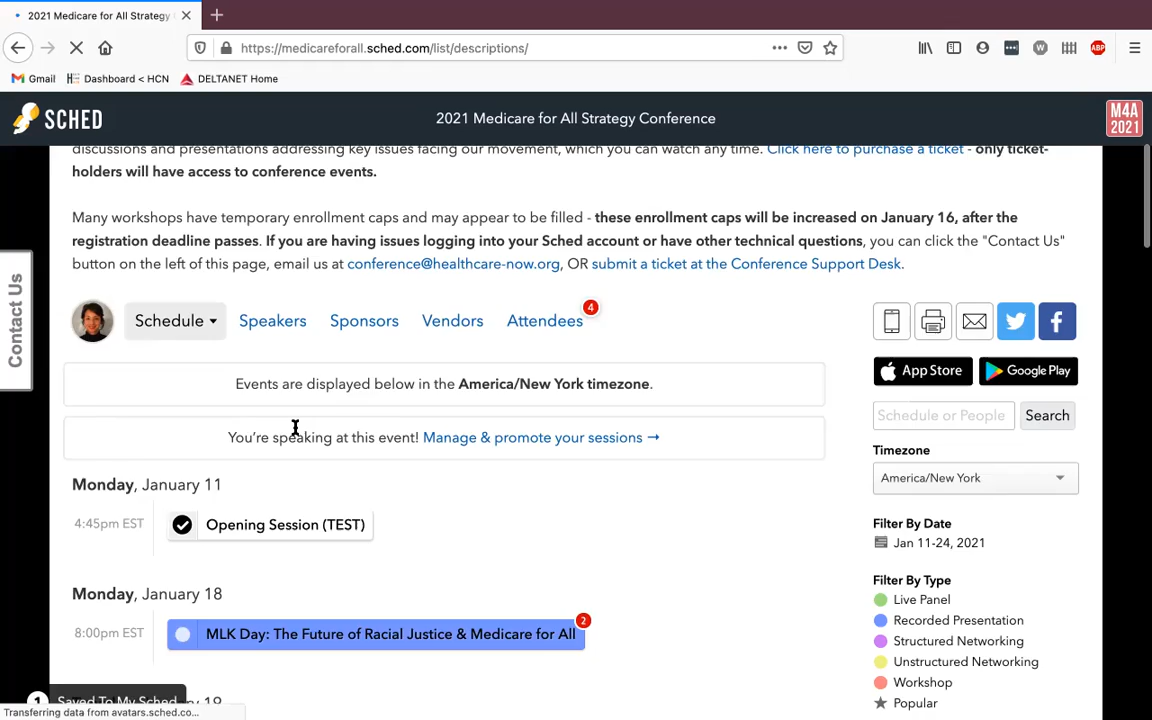 2021 Medicare for All Strategy
https://medicareforall.sched.com/list/descriptions/
Gmail
Dashboard < HCN
DELTANET Home
SCHED
2021 Medicare for All Strategy Conference
M4A
2021
discussions and presentations addressing key issues facing our movement, which you can watch any time. Click here to purchase a ticket - only ticket-
holders will have access to conference events.
Many workshops have temporary enrollment caps and may appear to be filled - these enrollment caps will be increased on January 16, after the
registration deadline passes. If you are having issues logging into your Sched account or have other technical questions, you can click the "Contact Us"
button on the left of this page, email us at conference@healthcare-now.org, OR submit a ticket at the Conference Support Desk.
Contact Us
Schedule
Speakers
Sponsors
Vendors
Attendees
4
Events are displayed below in the America/New York timezone.
You're speaking at this event! Manage & promote your sessions →
Monday, January 11
4:45pm EST
Opening Session (TEST)
Monday, January 18
8:00pm EST
MLK Day: The Future of Racial Justice & Medicare for All
2
App Store
Google Play
Schedule or People
Search
Timezone
America/New York
Filter By Date
Jan 11-24, 2021
Filter By Type
Live Panel
Recorded Presentation
Structured Networking
Unstructured Networking
Workshop
Popular
1 Saved To My Sched
19
Transferring data from avatars.sched.co...
ABP
W